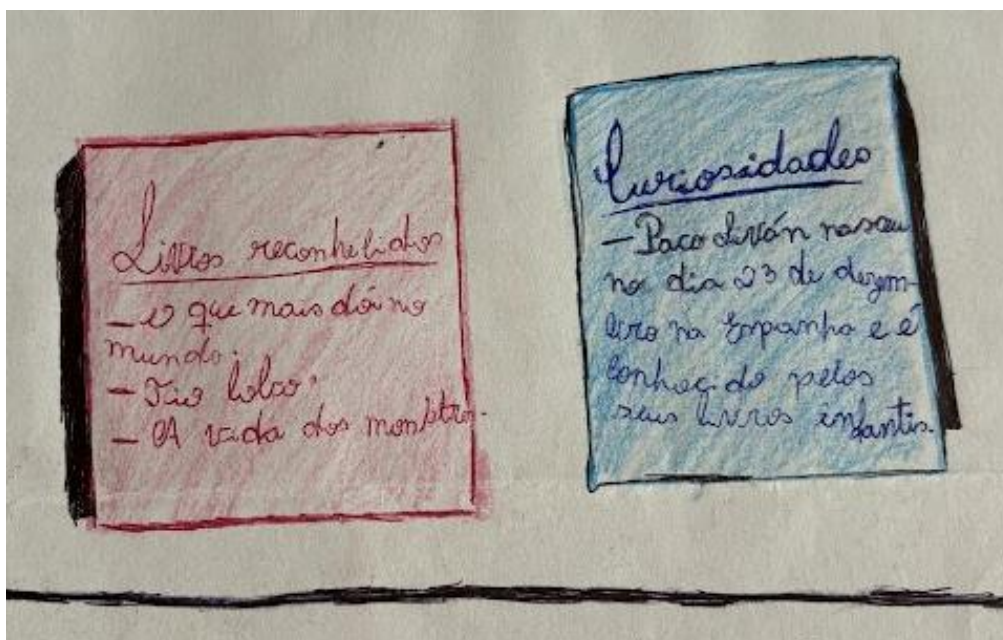 Livros reconhecidos
- O que mais dói no
mundo;
- Tio lobo;
- A vida dos monstros.
Curiosidades
- Paco Liván nasceu
no dia 23 de dezem-
bro na Espanha e é
conhecido pelos
seus livros infantis.